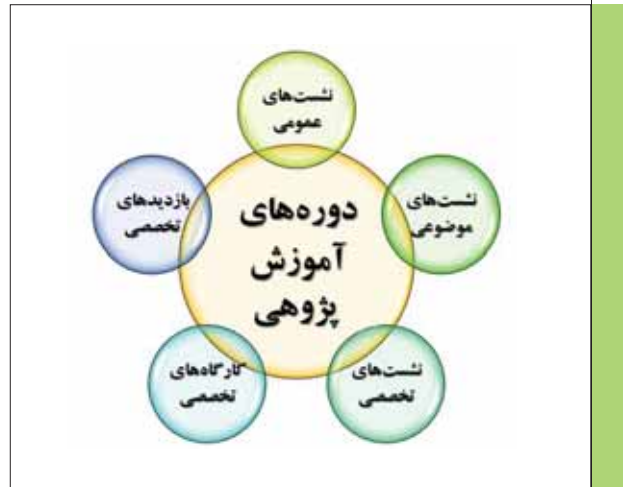 نشست‌های
عمومی
نشست‌های
موضوعی
نشست‌های
تخصصی
کارگاه‌های
تخصصی
بازدیدهای
تخصصی
دوره‌های
آموزش
پژوهی